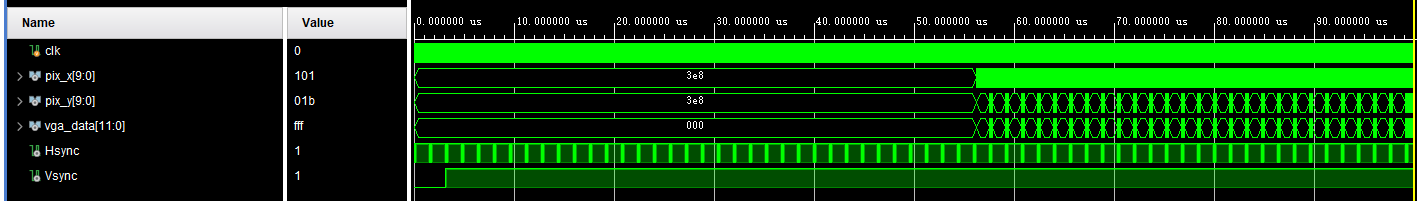 Name Value
0.000000 us 10.000000 us 20.000000 us 30.000000 us 40.000000 us 50.000000 us 60.000000 us 70.000000 us 80.000000 us 90.000000 us
clk 0
pix_x[9:0] 101 3e8
pix_y[9:0] 01b 3e8
vga_data[11:0] fff 000
Hsync 1
Vsync 1